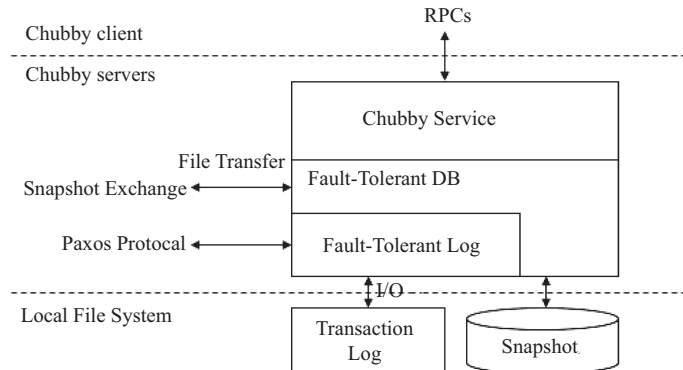 RPCs
Chubby client
Chubby servers
Chubby Service
File Transfer
Fault-Tolerant DB
Snapshot Exchange
Paxos Protocal
Fault-Tolerant Log
I/O
Local File System
Transaction
Log
Snapshot